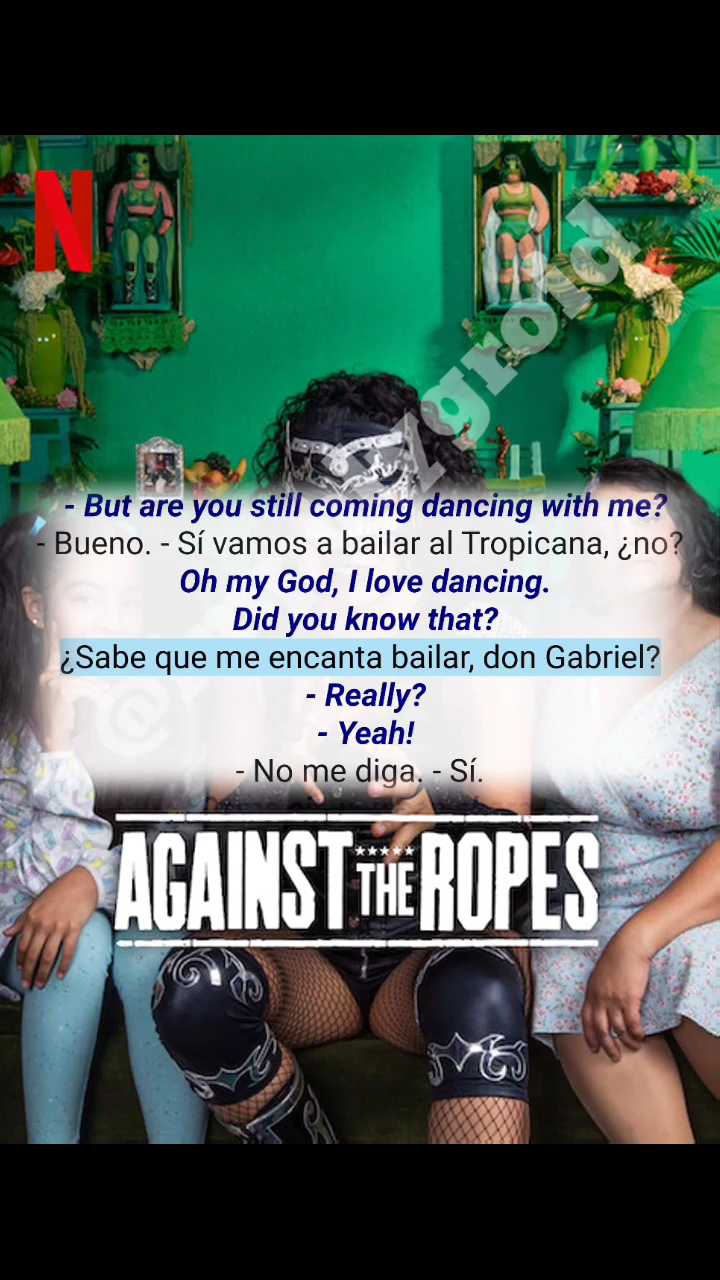 N
- But are you still coming dancing with me?
- Bueno. - Sí vamos a bailar al Tropicana, ¿no?
Oh my God, I love dancing.
Did you know that?
¿Sabe que me encanta bailar, don Gabriel?
- Really?
- Yeah!
- No me diga. - Sí.
AGAINST THE ROPES